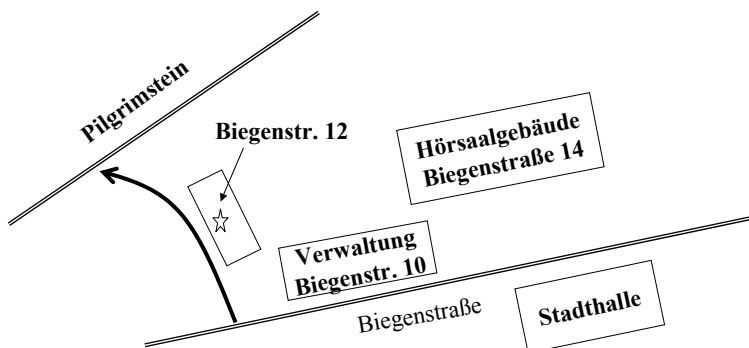 Pilgrimstein
Biegenstr. 12
Hörsaalgebäude
Biegenstraße 14
Verwaltung
Biegenstr. 10
Biegenstraße
Stadthalle